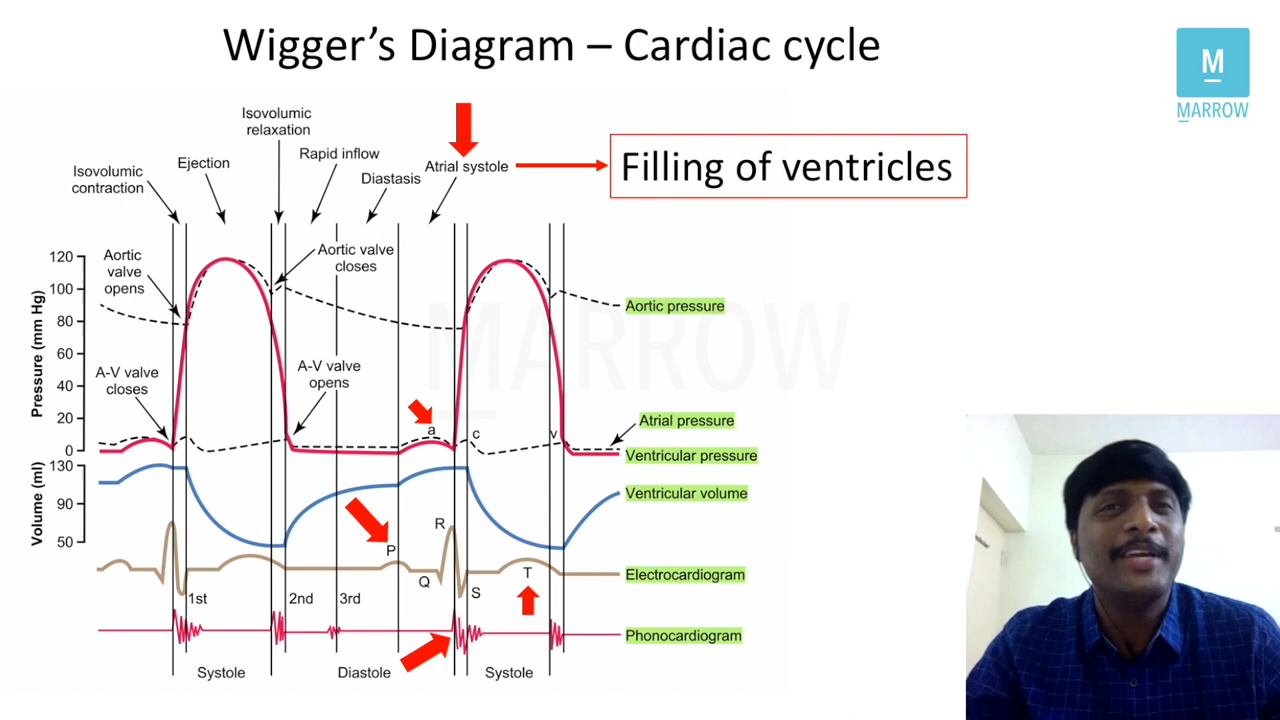 Wigger's Diagram – Cardiac cycle
M
MARROW
Isovolumic
relaxation
Isovolumic
contraction
Ejection
Rapid inflow
Diastasis
Atrial systole
Filling of ventricles
Aortic
valve
opens
Aortic valve
closes
A-V valve
closes
A-V valve
opens
Pressure (mm Hg)
120
100
80
60
40
20
0
Volume (ml)
130
90
50
a
c
v
Aortic pressure
Atrial pressure
Ventricular pressure
Ventricular volume
P
Q
R
S
T
Electrocardiogram
1st
2nd
3rd
Phonocardiogram
Systole
Diastole
Systole
MARROW